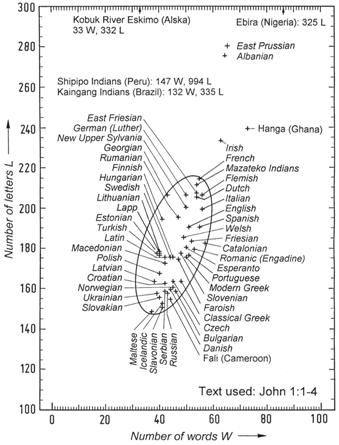 300
280
260
240
220
200
180
160
140
120
100
Number of letters L
Kobuk River Eskimo (Alska)
33 W, 332 L
Ebira (Nigeria): 325 L
East Prussian
Albanian
Shipipo Indians (Peru): 147 W, 994 L
Kaingang Indians (Brazil): 132 W, 335 L
Hanga (Ghana)
East Friesian
German (Luther)
New Upper Sylvania
Georgian
Rumanian
Finnish
Hungarian
Swedish
Lithuanian
Lapp
Estonian
Turkish
Latin
Macedonian
Polish
Latvian
Croatian
Norwegian
Ukrainian
Slovakian
Irish
French
Mazateko Indians
Flemish
Dutch
Italian
English
Spanish
Welsh
Friesian
Catalonian
Romanic (Engadine)
Esperanto
Portuguese
Modern Greek
Slovenian
Faroish
Classical Greek
Czech
Bulgarian
Danish
Fali (Cameroon)
Maltese
Icelandic
Slavonian
Serbian
Russian
Text used: John 1:1-4
0 20 40 60 80 100
Number of words W